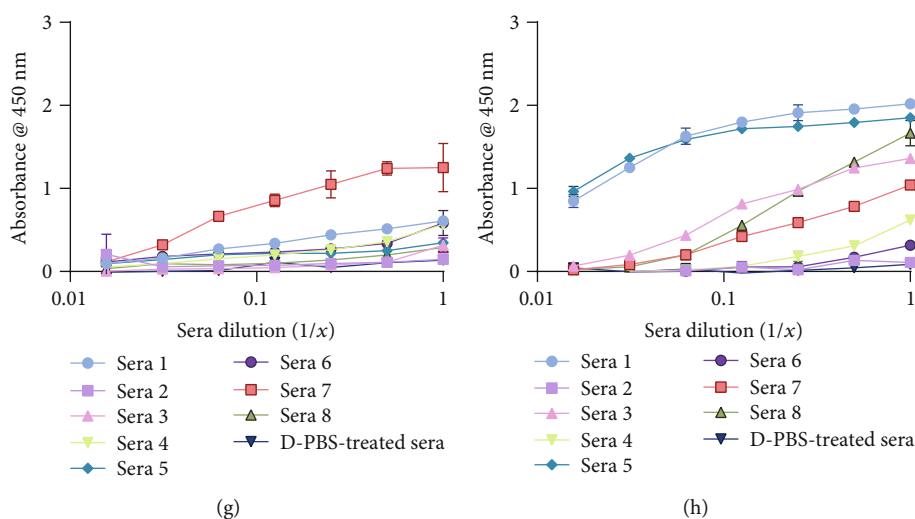 3
2
1
0
Absorbance @ 450 nm
0.01
0.1
1
Sera dilution (1/x)
Sera 1
Sera 2
Sera 3
Sera 4
Sera 5
Sera 6
Sera 7
Sera 8
D-PBS-treated sera
(g)
3
2
1
0
Absorbance @ 450 nm
0.01
0.1
1
Sera dilution (1/x)
Sera 1
Sera 2
Sera 3
Sera 4
Sera 5
Sera 6
Sera 7
Sera 8
D-PBS-treated sera
(h)